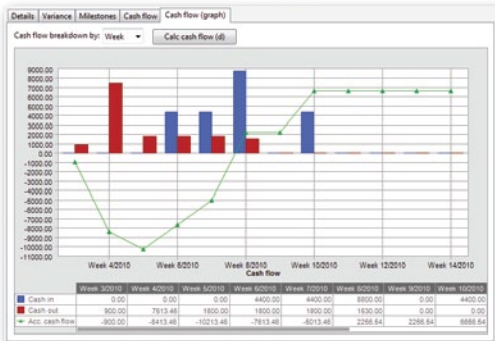 Details Variance Milestones Cash flow Cash flow (graph)
Cash flow breakdown by: Week Calc cash flow (d)
9000.00
8000.00
7000.00
6000.00
5000.00
4000.00
3000.00
2000.00
1000.00
0.00
-1000.00
-2000.00
-3000.00
-4000.00
-5000.00
-6000.00
-7000.00
-8000.00
-9000.00
-10000.00
-11000.00
Week 4/2010 Week 6/2010 Week 8/2010 Week 10/2010 Week 12/2010 Week 14/2010
Cash flow
Week 3/2010 Week 4/2010 Week 5/2010 Week 6/2010 Week 7/2010 Week 8/2010 Week 9/2010 Week 10/2010
Cash in 0.00 0.00 0.00 4400.00 4400.00 8800.00 0.00 4400.00
Cash out 900.00 7513.46 1800.00 1800.00 1800.00 1520.00 0.00 0.00
Acc. cash flow -900.00 -8413.46 -10213.46 -7613.46 -5013.46 2266.54 2266.54 6666.54